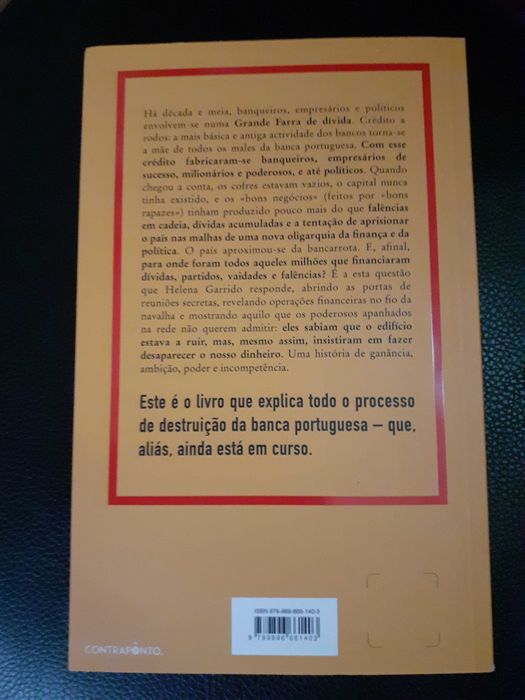 Há década e meia, banqueiros, empresários e políticos
envolvem-se numa Grande Farra de dívida. Crédito a
rodos: a mais básica e antiga actividade dos bancos torna-se
a mãe de todos os males da banca portuguesa. Com esse
crédito fabricaram-se banqueiros, empresários de
sucesso, milionários e poderosos, e até políticos. Quando
chegou a conta, os cofres estavam vazios, o capital nunca
tinha existido, e os «bons negócios» (feitos por «bons
rapazes») tinham produzido pouco mais do que falências
em cadeia, dívidas acumuladas e a tentação de aprisionar
o país nas malhas de uma nova oligarquia da finança e da
política. O país aproximou-se da bancarrota. E, afinal,
para onde foram todos aqueles milhões que financiaram
dívidas, partidos, vaidades e falências? É a esta questão
que Helena Garrido responde, abrindo as portas de
reuniões secretas, revelando operações financeiras no fio da
navalha e mostrando aquilo que os poderosos apanhados
na rede não querem admitir: eles sabiam que o edifício
estava a ruir, mas, mesmo assim, insistiram em fazer
desaparecer o nosso dinheiro. Uma história de ganância,
ambição, poder e incompetência.
Este é o livro que explica todo o processo
de destruição da banca portuguesa – que,
aliás, ainda está em curso.
ISBN 978-989-666-140-3
9 789896 661403
CONTRAPONTO